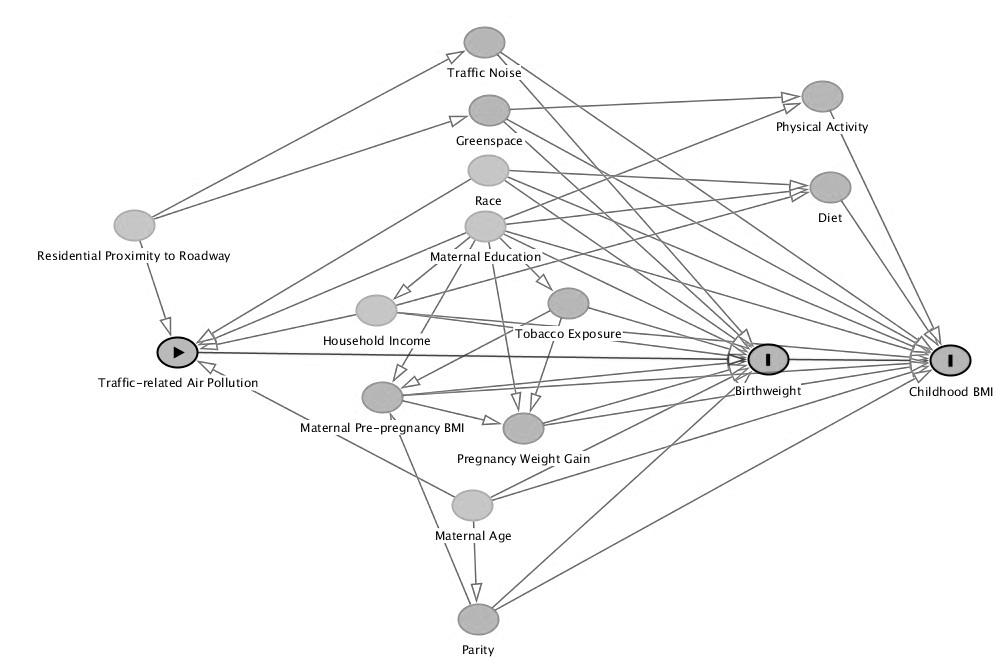 Traffic Noise
Physical Activity
Greenspace
Race
Diet
Residential Proximity to Roadway
Maternal Education
Household Income
Tobacco Exposure
Traffic-related Air Pollution
Birthweight
Childhood BMI
Maternal Pre-pregnancy BMI
Pregnancy Weight Gain
Maternal Age
Parity